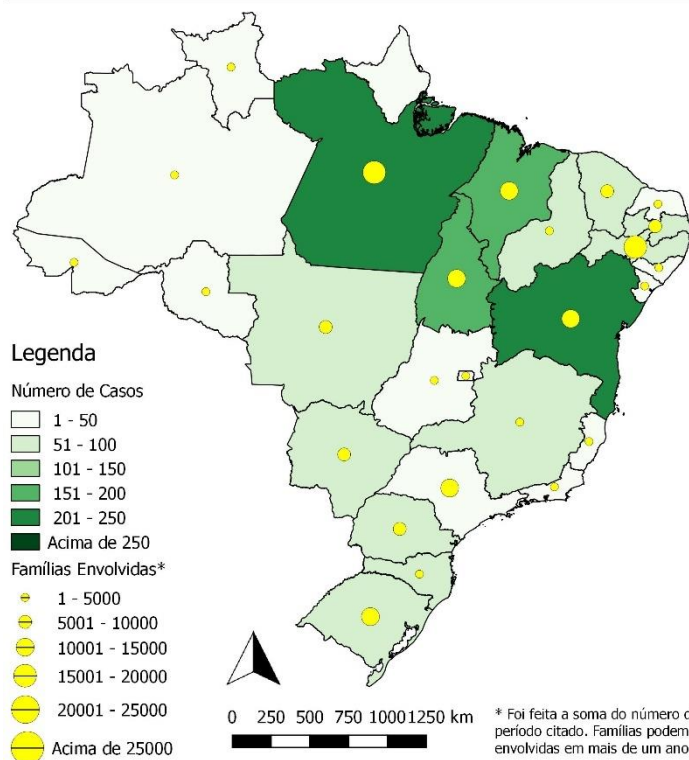 Legenda
Número de Casos
1 - 50
51 - 100
101 - 150
151 - 200
201 - 250
Acima de 250
Famílias Envolvidas*
1 - 5000
5001 - 10000
10001 - 15000
15001 - 20000
20001 - 25000
Acima de 25000
0 250 500 750 1000 1250 km
* Foi feita a soma do número
período citado. Famílias podem
envolvidas em mais de um ano